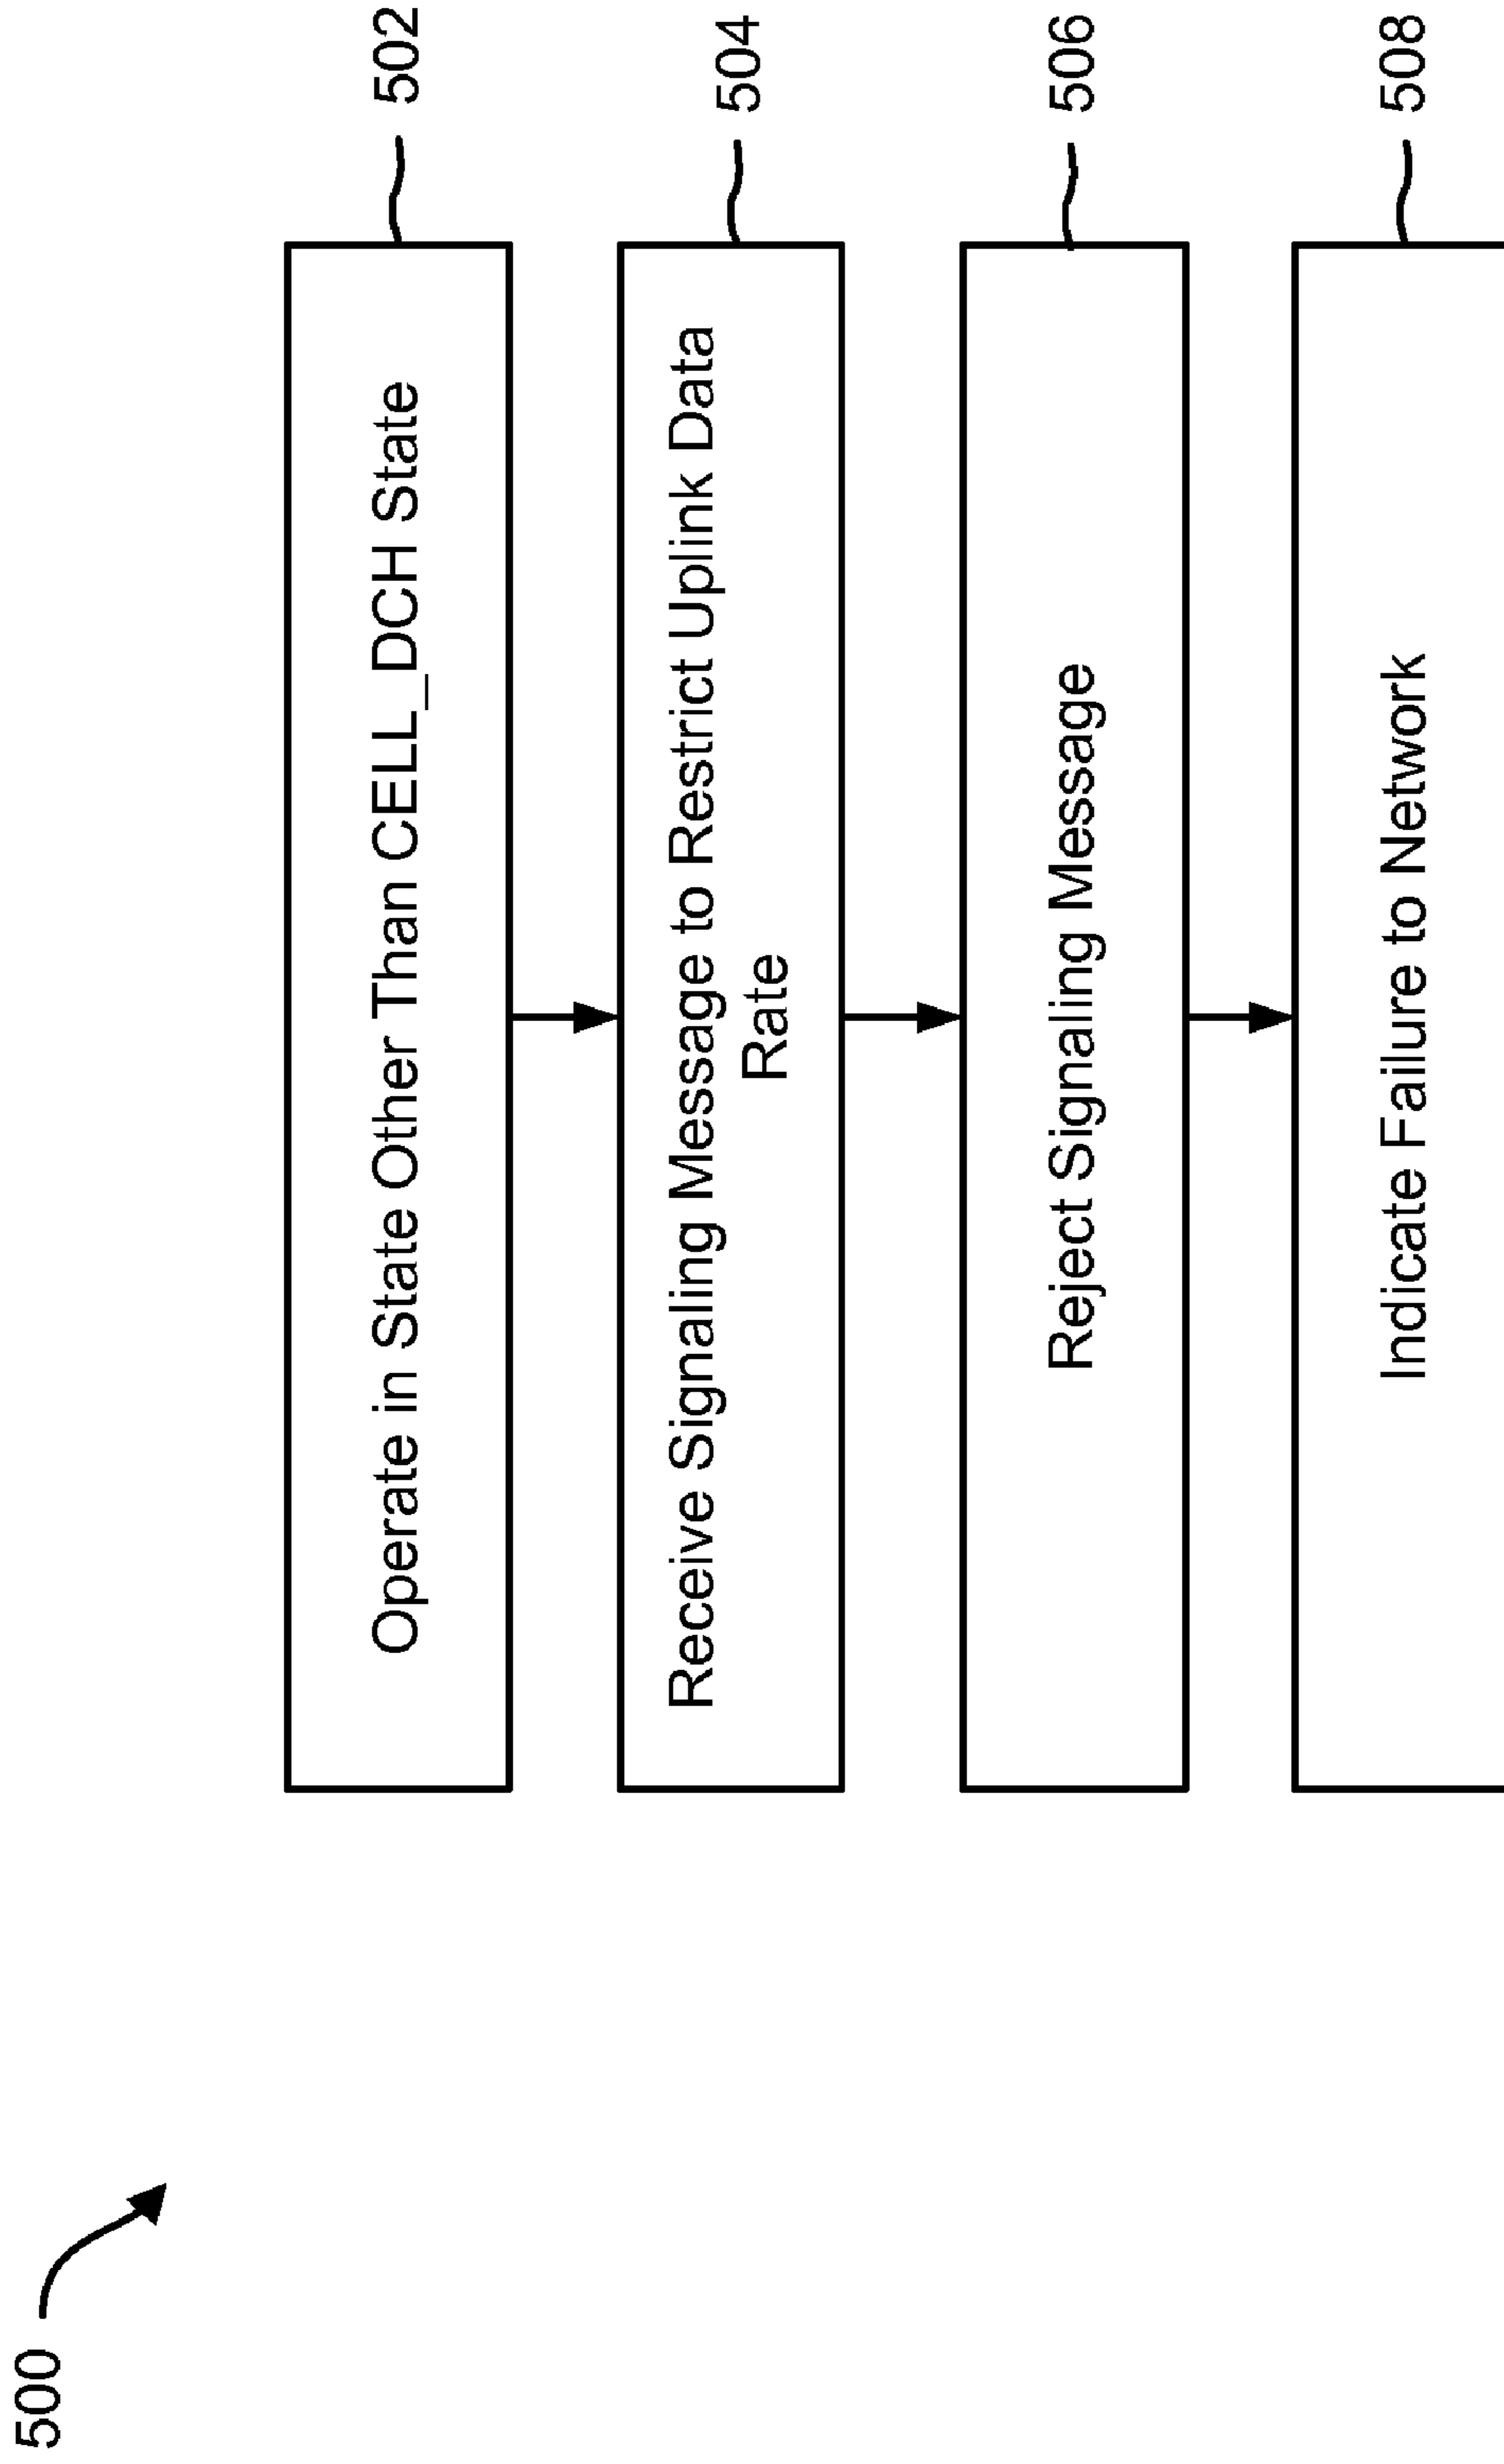 500
Operate in State Other Than CELL_DCH State
502
Receive Signaling Message to Restrict Uplink Data
Rate
504
Reject Signaling Message
506
Indicate Failure to Network
508